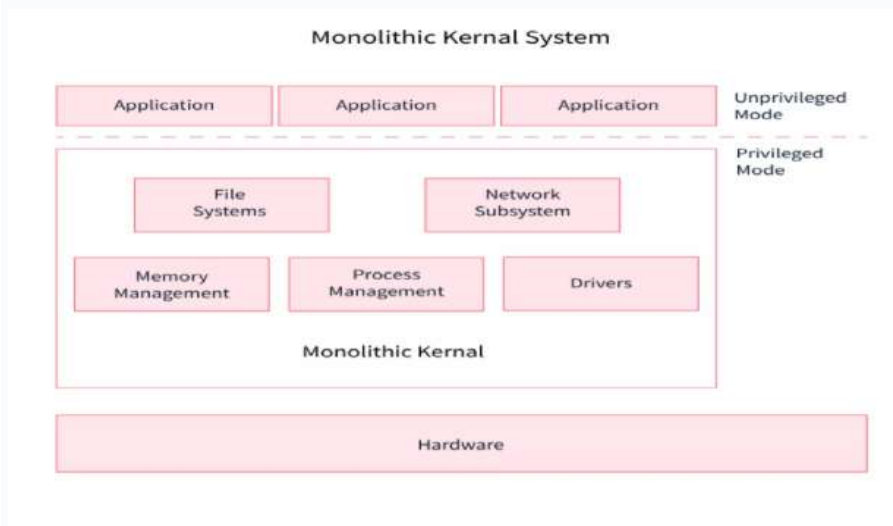 Monolithic Kernal System
Application
Application
Application
Unprivileged
Mode
Privileged
Mode
File
Systems
Network
Subsystem
Memory
Management
Process
Management
Drivers
Monolithic Kernal
Hardware